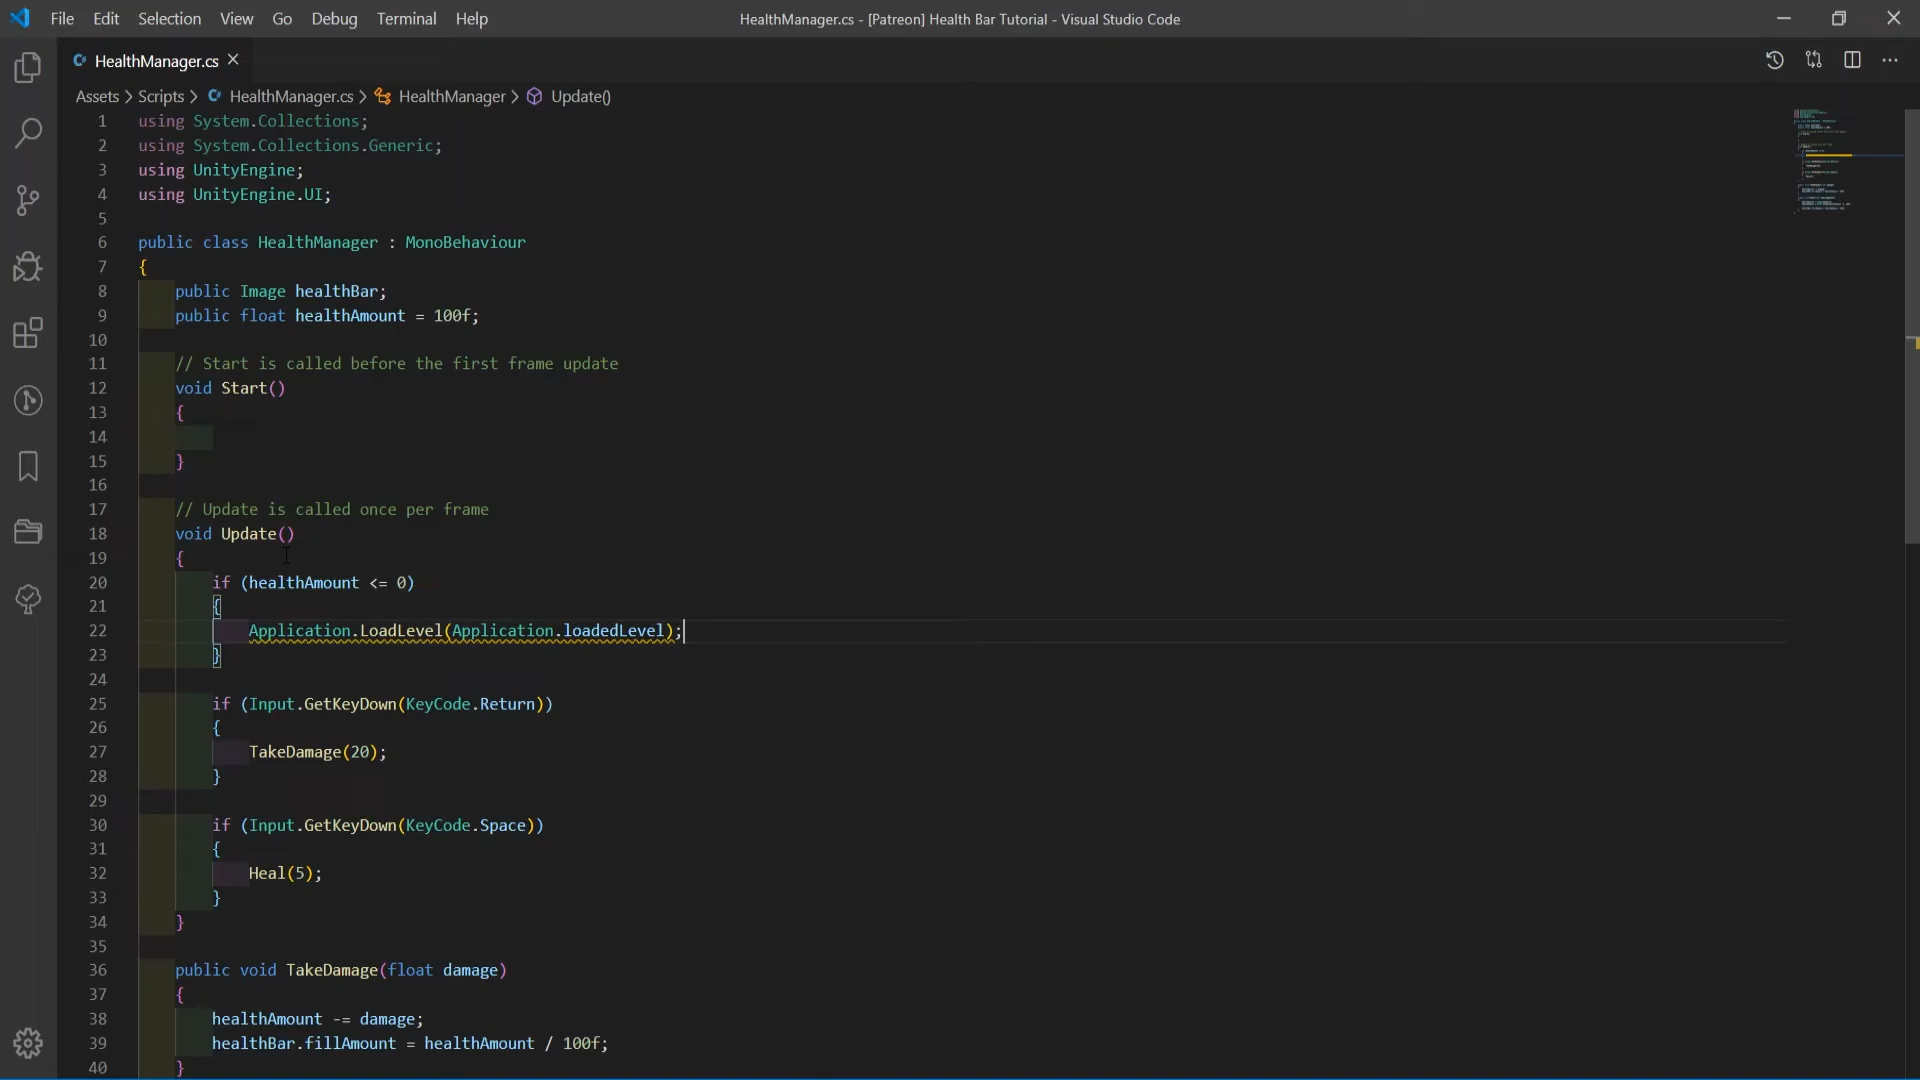 File Edit Selection View Go Debug Terminal Help
HealthManager.cs - [Patreon] Health Bar Tutorial - Visual Studio Code
HealthManager.cs
Assets > Scripts > HealthManager.cs > HealthManager > Update()
1 using System.Collections;
2 using System.Collections.Generic;
3 using UnityEngine;
4 using UnityEngine.UI;
5
6 public class HealthManager : MonoBehaviour
7 {
8 public Image healthBar;
9 public float healthAmount = 100f;
10
11 // Start is called before the first frame update
12 void Start()
13 {
14
15 }
16
17 // Update is called once per frame
18 void Update()
19 {
20 if (healthAmount <= 0)
21 {
22 Application.LoadLevel(Application.loadedLevel);
23 }
24
25 if (Input.GetKeyDown(KeyCode.Return))
26 {
27 TakeDamage(20);
28 }
29
30 if (Input.GetKeyDown(KeyCode.Space))
31 {
32 Heal(5);
33 }
34 }
35
36 public void TakeDamage(float damage)
37 {
38 healthAmount -= damage;
39 healthBar.fillAmount = healthAmount / 100f;
40 }